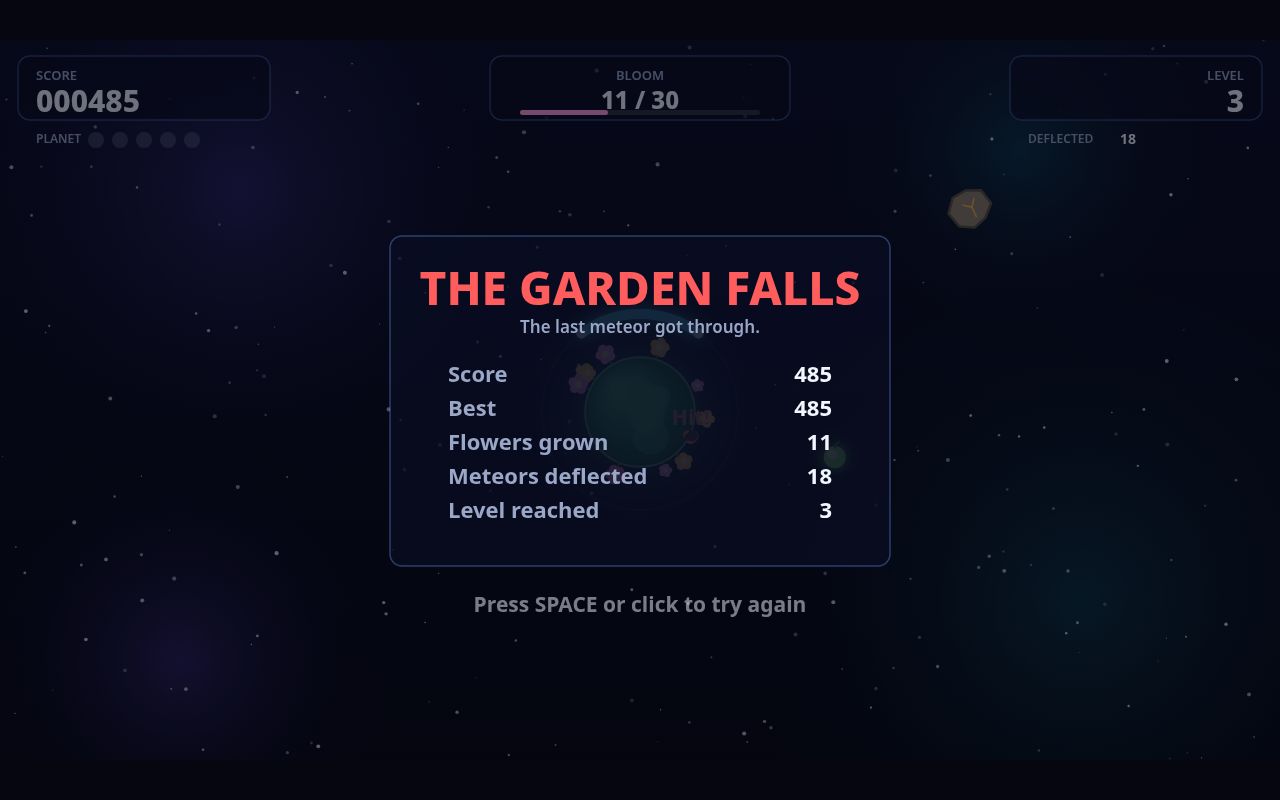 SCORE
000485
BLOOM
11 / 30
LEVEL
3
PLANET
DEFLECTED 18
THE GARDEN FALLS
The last meteor got through.
Score 485
Best 485
Flowers grown 11
Meteors deflected 18
Level reached 3
Press SPACE or click to try again